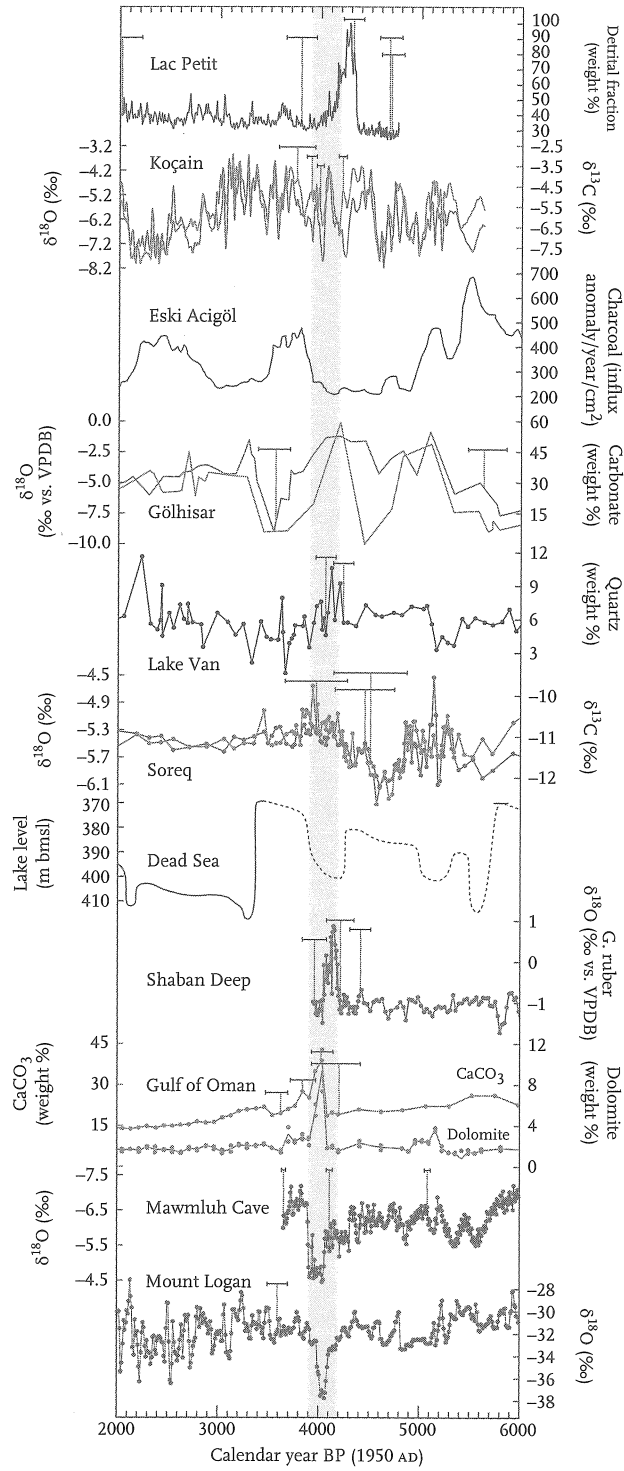 Lac Petit
100
90
80
70
60
50
40
30
Detrital fraction
(weight %)
Koçain
−3.2
−4.2
−5.2
−6.2
−7.2
−8.2
δ¹⁸O (‰)
−2.5
−3.5
−4.5
−5.5
−6.5
−7.5
δ¹³C (‰)
Eski Acigöl
700
600
500
400
300
200
Charcoal (influx
anomaly/year/cm²)
0.0
−2.5
−5.0
−7.5
−10.0
δ¹⁸O
(‰ vs. VPDB)
Gölhisar
60
45
30
15
Carbonate
(weight %)
12
9
6
3
Quartz
(weight %)
Lake Van
−4.5
−4.9
−5.3
−5.7
−6.1
δ¹⁸O (‰)
Soreq
−10
−11
−12
δ¹³C (‰)
370
380
390
400
410
Lake level
(m bmsl)
Dead Sea
Shaban Deep
1
0
−1
G. ruber
δ¹⁸O (‰ vs. VPDB)
45
30
15
CaCO₃
(weight %)
Gulf of Oman
CaCO₃
Dolomite
12
8
4
0
Dolomite
(weight %)
−7.5
−6.5
−5.5
−4.5
δ¹⁸O (‰)
Mawmluh Cave
Mount Logan
−28
−30
−32
−34
−36
−38
δ¹⁸O (‰)
2000 3000 4000 5000 6000
Calendar year BP (1950 AD)